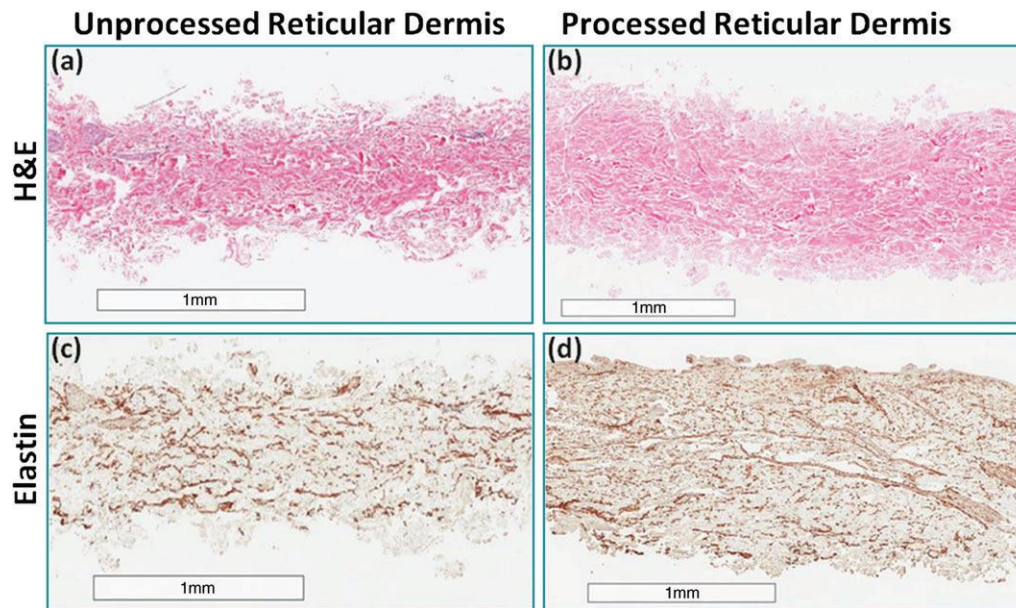 Unprocessed Reticular Dermis
Processed Reticular Dermis
H&E
(a)
1mm
(b)
1mm
Elastin
(c)
1mm
(d)
1mm